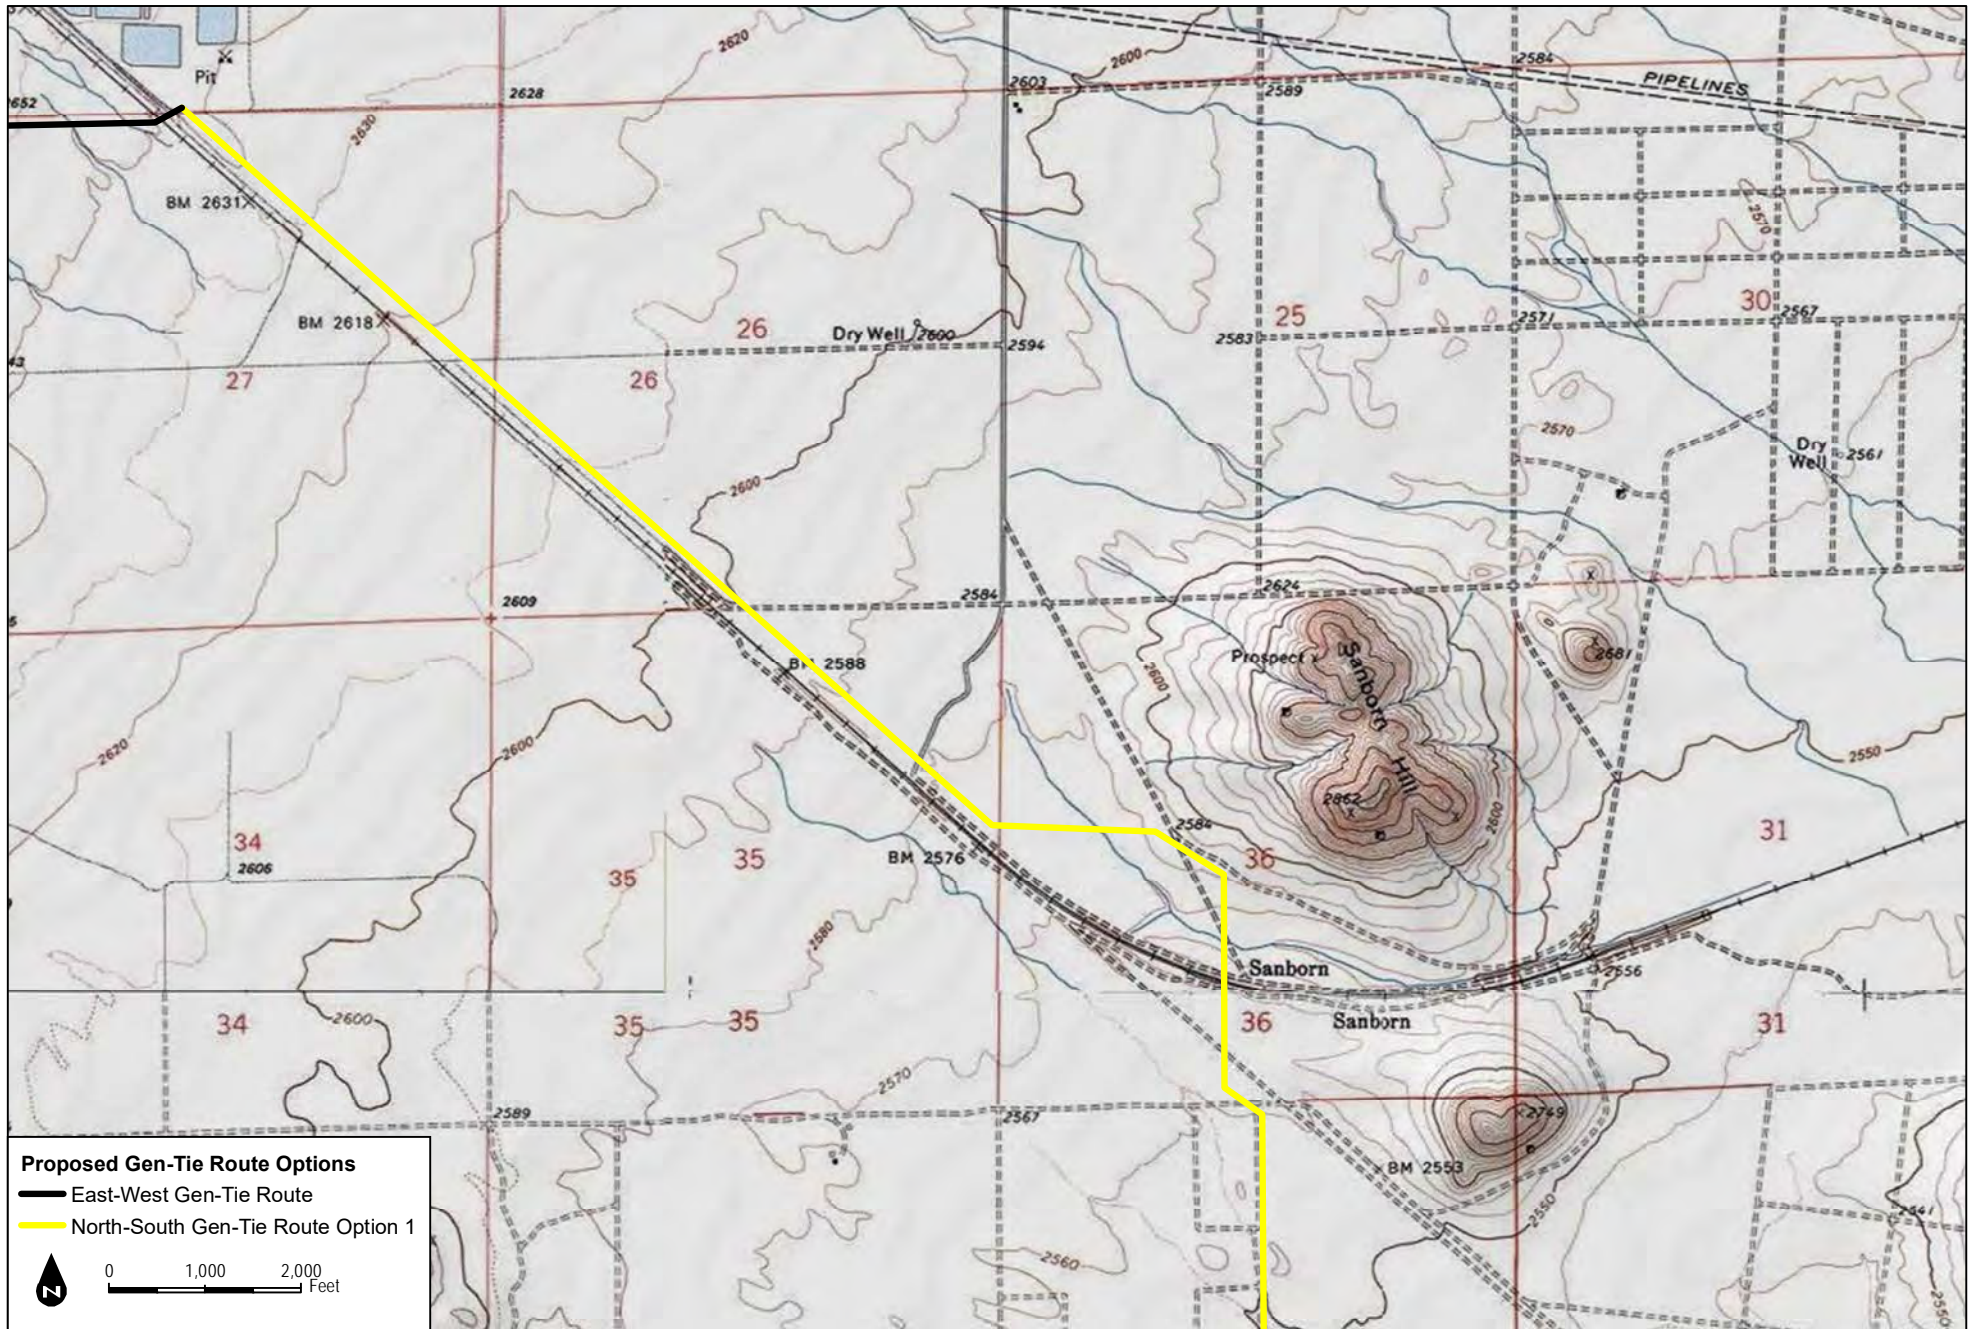 2620
2600
2584
Pit
PIPELINES
2603
2589
2652
2628
2630
BM 2631
2570
BM 2618
26
Dry Well 2600
2594
25
2583
2571
30
2567
43
27
26
2570
Dry
Well
2561
2600
2609
2584
2624
BM 2588
Prospect
Sanborn
Hill
2681
2600
2620
2600
2550
2862
2600
34
2606
35
35
BM 2576
2584
36
31
2580
Sanborn
2556
34
2600
35
35
36
Sanborn
31
2570
2589
2567
2749
BM 2553
2550
2541
2560
2550
Proposed Gen-Tie Route Options
East-West Gen-Tie Route
North-South Gen-Tie Route Option 1
N
0 1,000 2,000
Feet